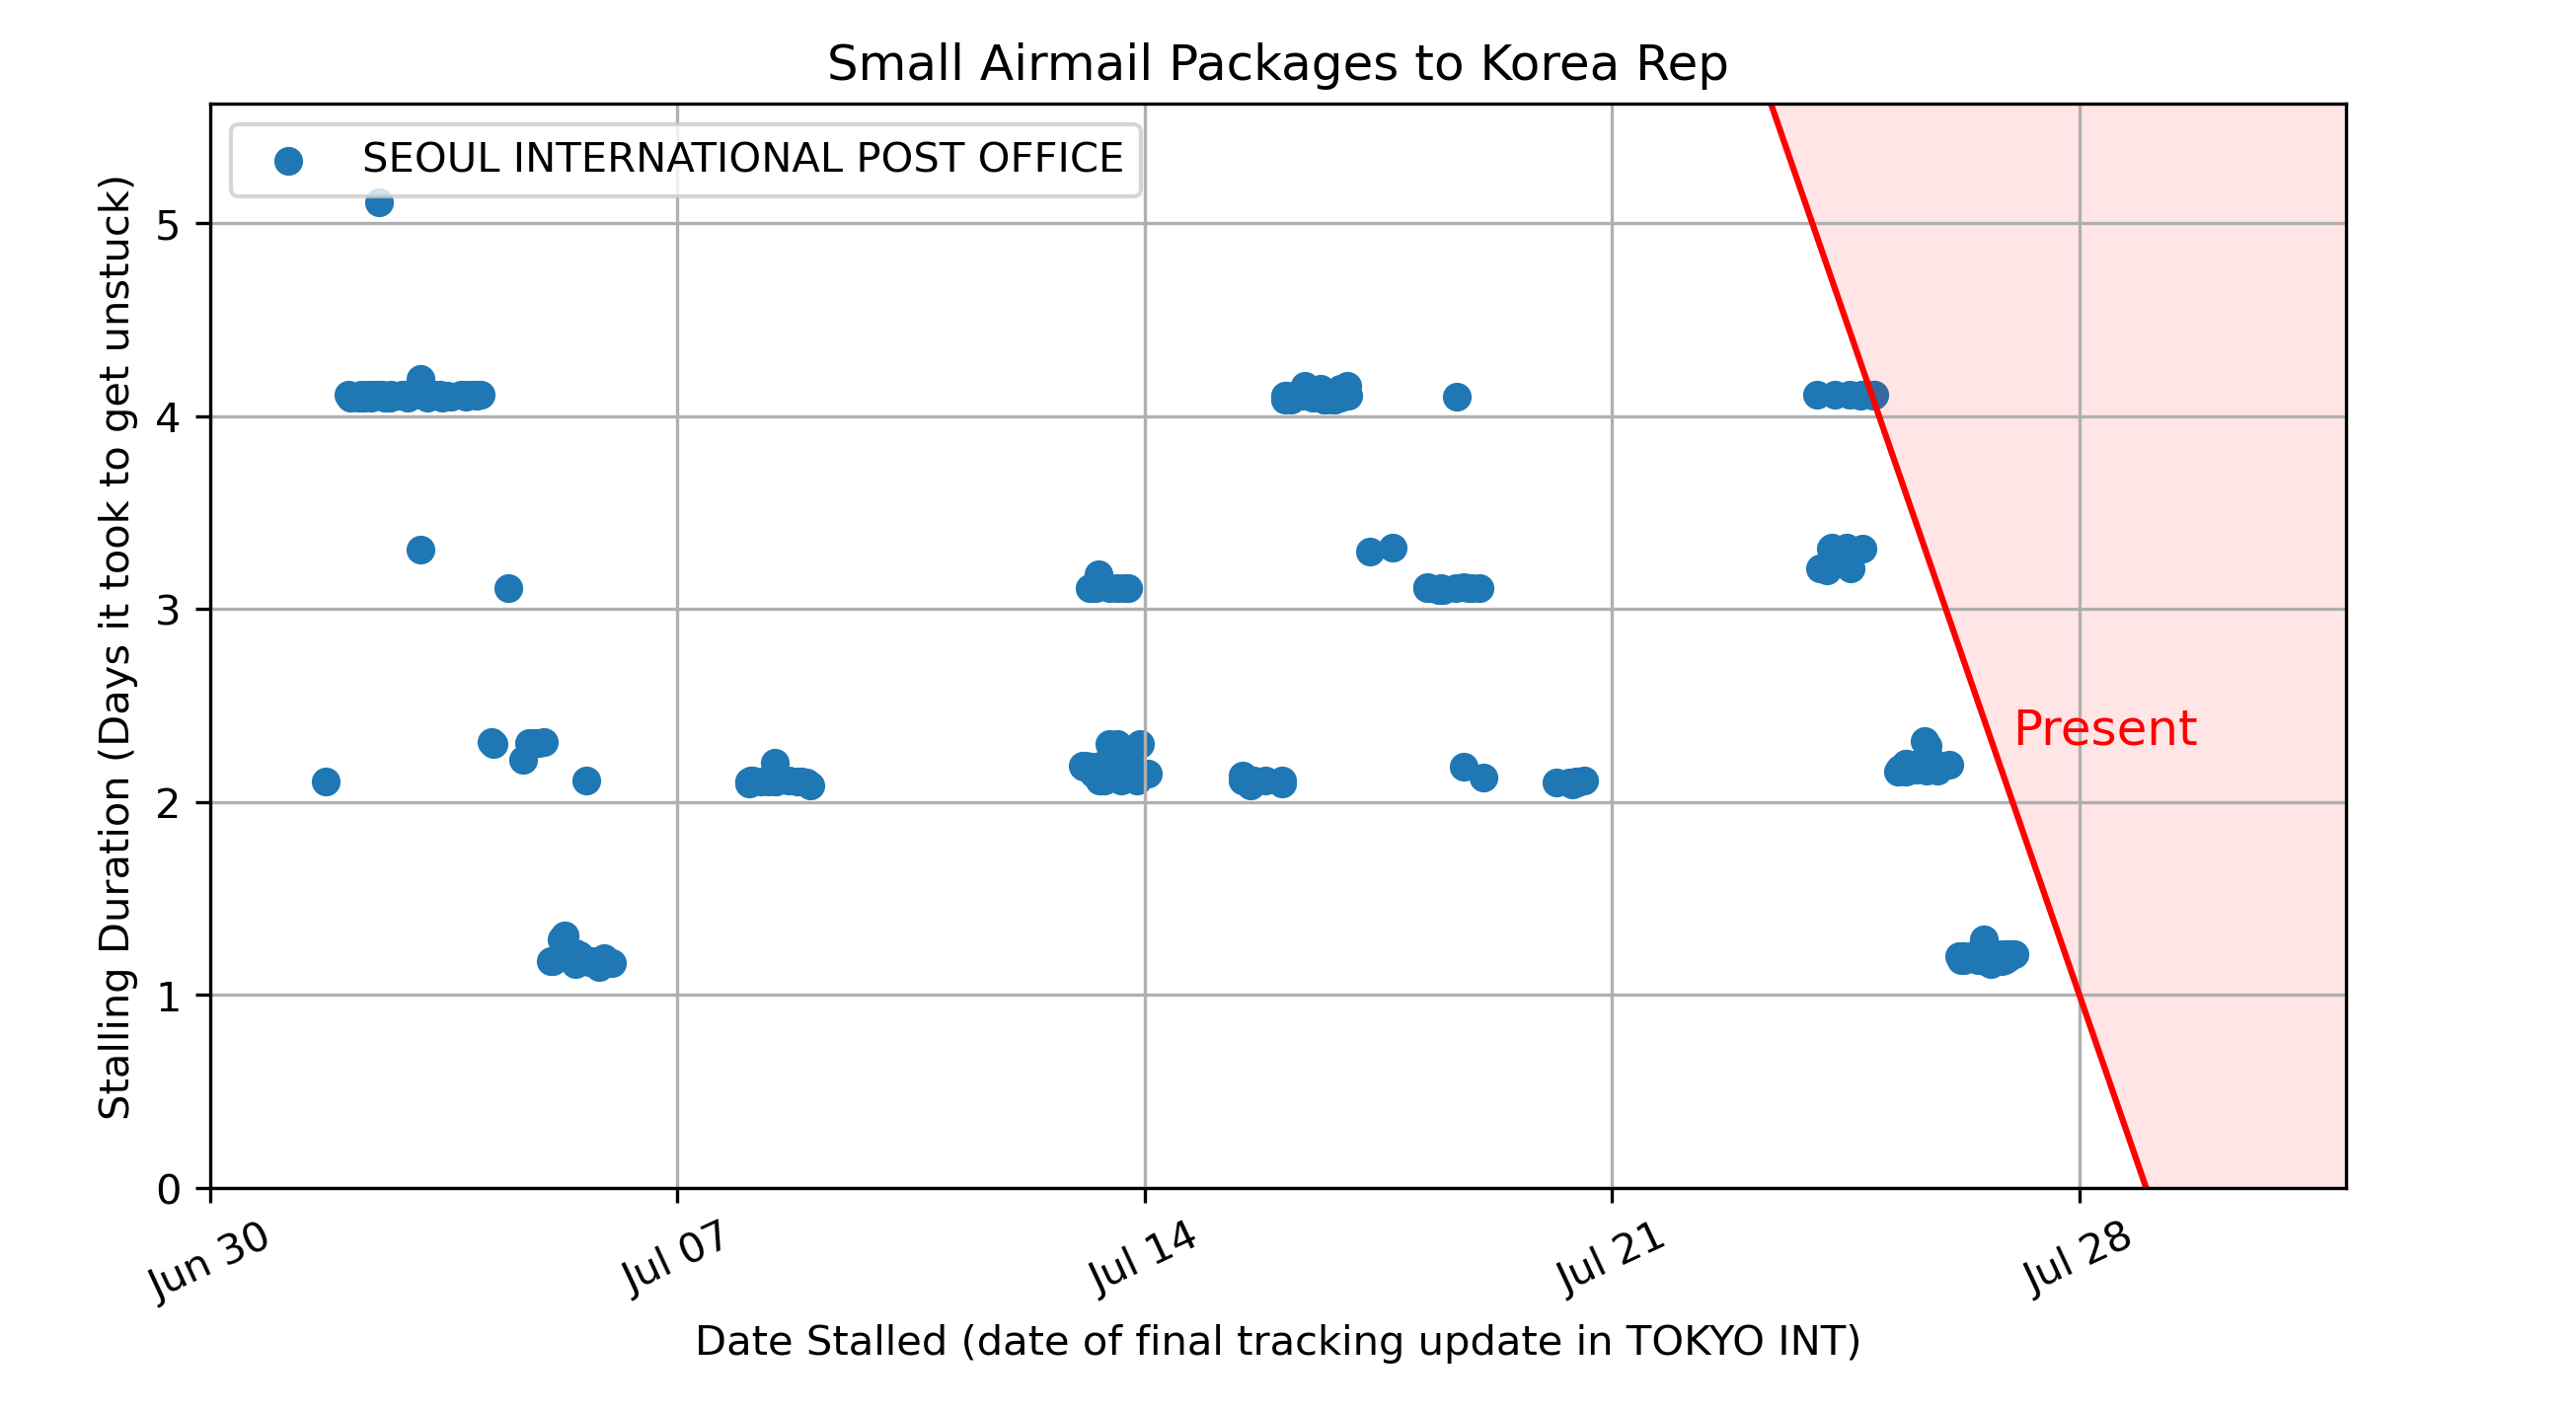 Small Airmail Packages to Korea Rep
SEOUL INTERNATIONAL POST OFFICE
Stalling Duration (Days it took to get unstuck)
5
4
3
2
1
0
Present
Jun 30
Jul 07
Jul 14
Jul 21
Jul 28
Date Stalled (date of final tracking update in TOKYO INT)